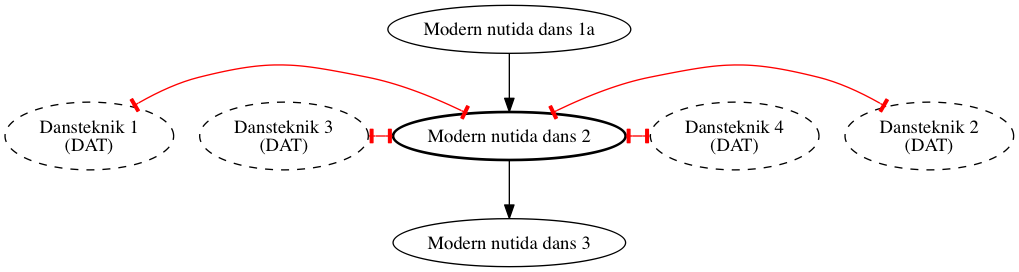 Modern nutida dans 1a
Dansteknik 1
(DAT)
Dansteknik 3
(DAT)
Modern nutida dans 2
Dansteknik 4
(DAT)
Dansteknik 2
(DAT)
Modern nutida dans 3